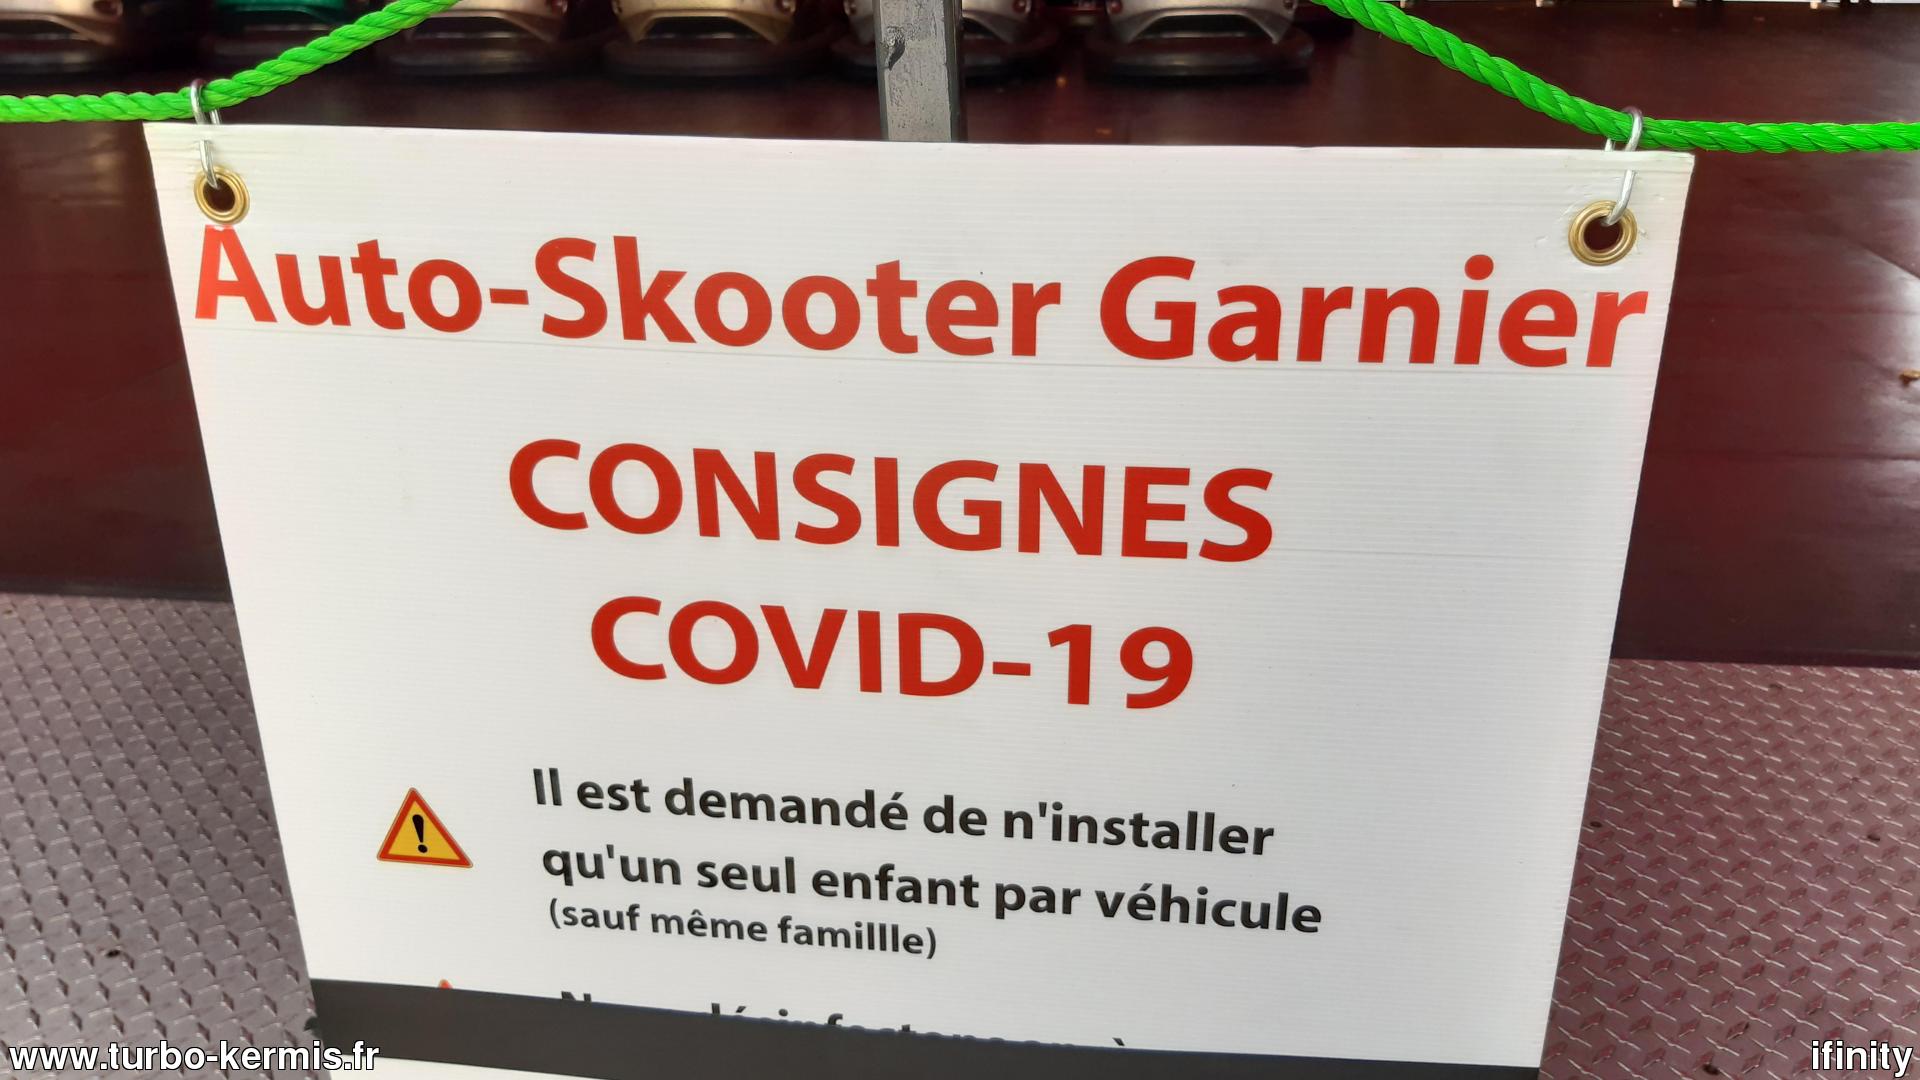 Auto-Skooter Garnier
CONSIGNES
COVID-19
Il est demandé de n'installer
qu'un seul enfant par véhicule
(sauf même famillle)
www.turbo-kermis.fr
ifinity